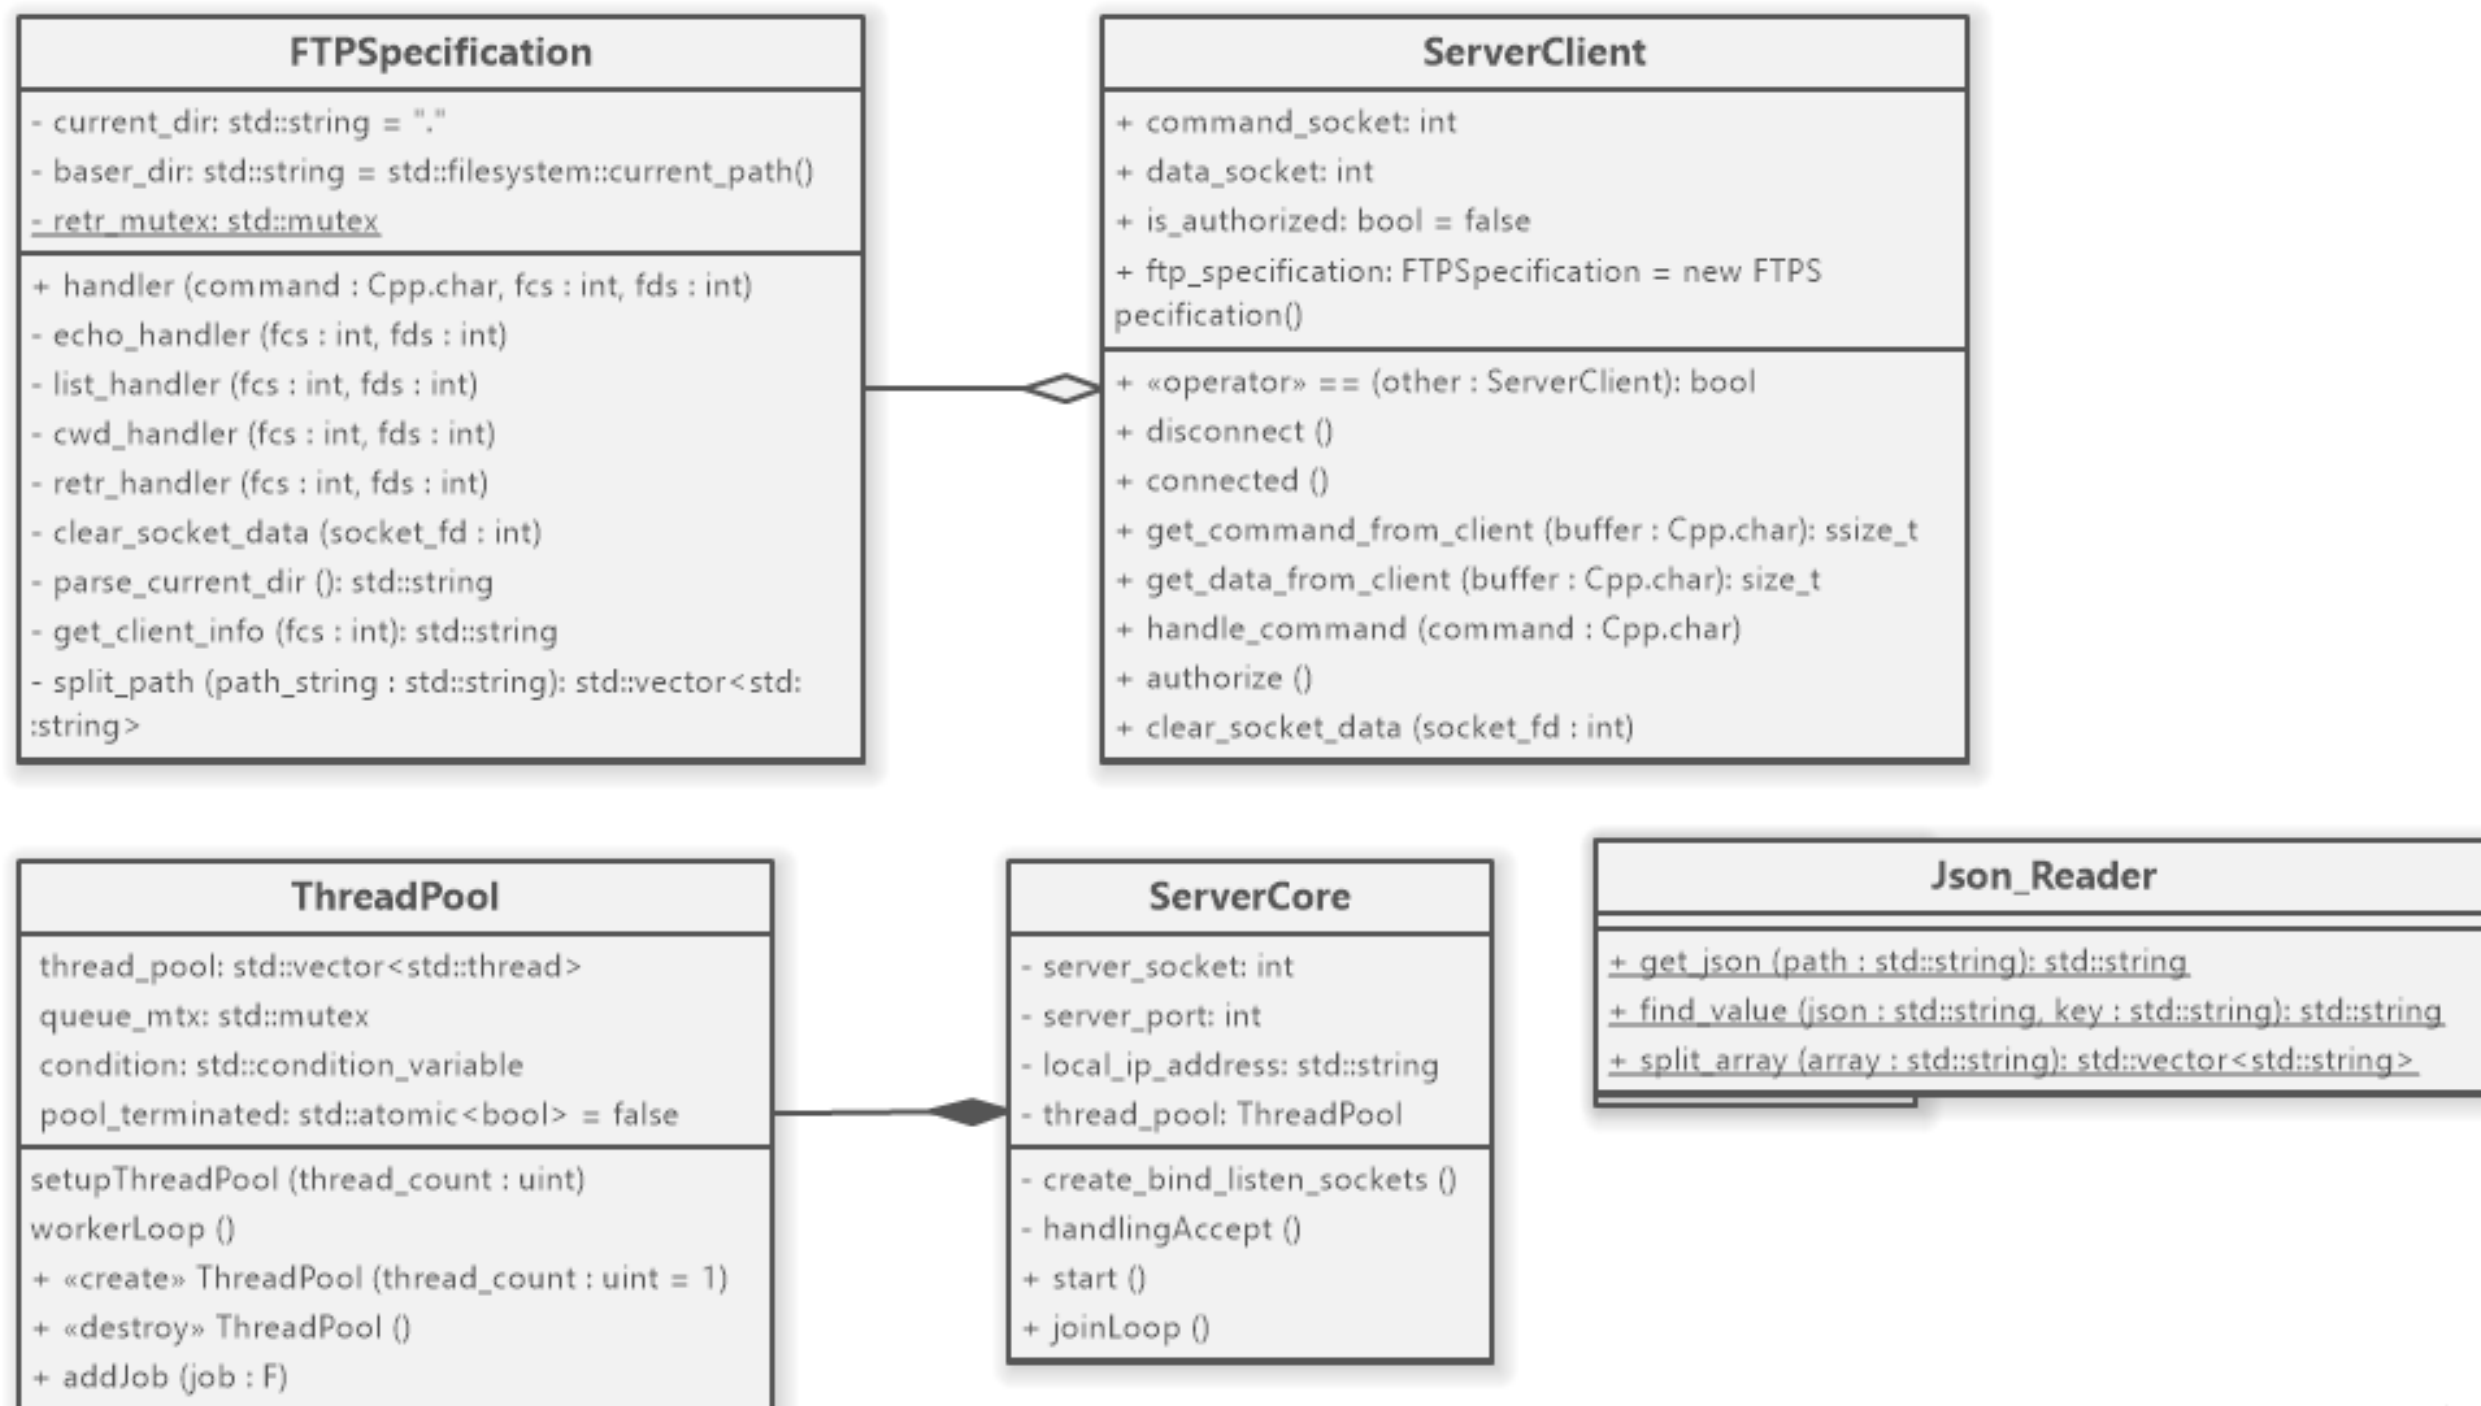 FTPSpecification
- current_dir: std::string = "."
- baser_dir: std::string = std::filesystem::current_path()
- retr_mutex: std::mutex
+ handler (command : Cpp.char, fcs : int, fds : int)
- echo_handler (fcs : int, fds : int)
- list_handler (fcs : int, fds : int)
- cwd_handler (fcs : int, fds : int)
- retr_handler (fcs : int, fds : int)
- clear_socket_data (socket_fd : int)
- parse_current_dir (): std::string
- get_client_info (fcs : int): std::string
- split_path (path_string : std::string): std::vector<std:
:string>
ServerClient
+ command_socket: int
+ data_socket: int
+ is_authorized: bool = false
+ ftp_specification: FTPSpecification = new FTPS
pecification()
+ «operator» == (other : ServerClient): bool
+ disconnect ()
+ connected ()
+ get_command_from_client (buffer : Cpp.char): ssize_t
+ get_data_from_client (buffer : Cpp.char): size_t
+ handle_command (command : Cpp.char)
+ authorize ()
+ clear_socket_data (socket_fd : int)
ThreadPool
thread_pool: std::vector<std::thread>
queue_mtx: std::mutex
condition: std::condition_variable
pool_terminated: std::atomic<bool> = false
setupThreadPool (thread_count : uint)
workerLoop ()
+ «create» ThreadPool (thread_count : uint = 1)
+ «destroy» ThreadPool ()
+ addJob (job : F)
ServerCore
- server_socket: int
- server_port: int
- local_ip_address: std::string
- thread_pool: ThreadPool
- create_bind_listen_sockets ()
- handlingAccept ()
+ start ()
+ joinLoop ()
Json_Reader
+ get_json (path : std::string): std::string
+ find_value (json : std::string, key : std::string): std::string
+ split_array (array : std::string): std::vector<std::string>